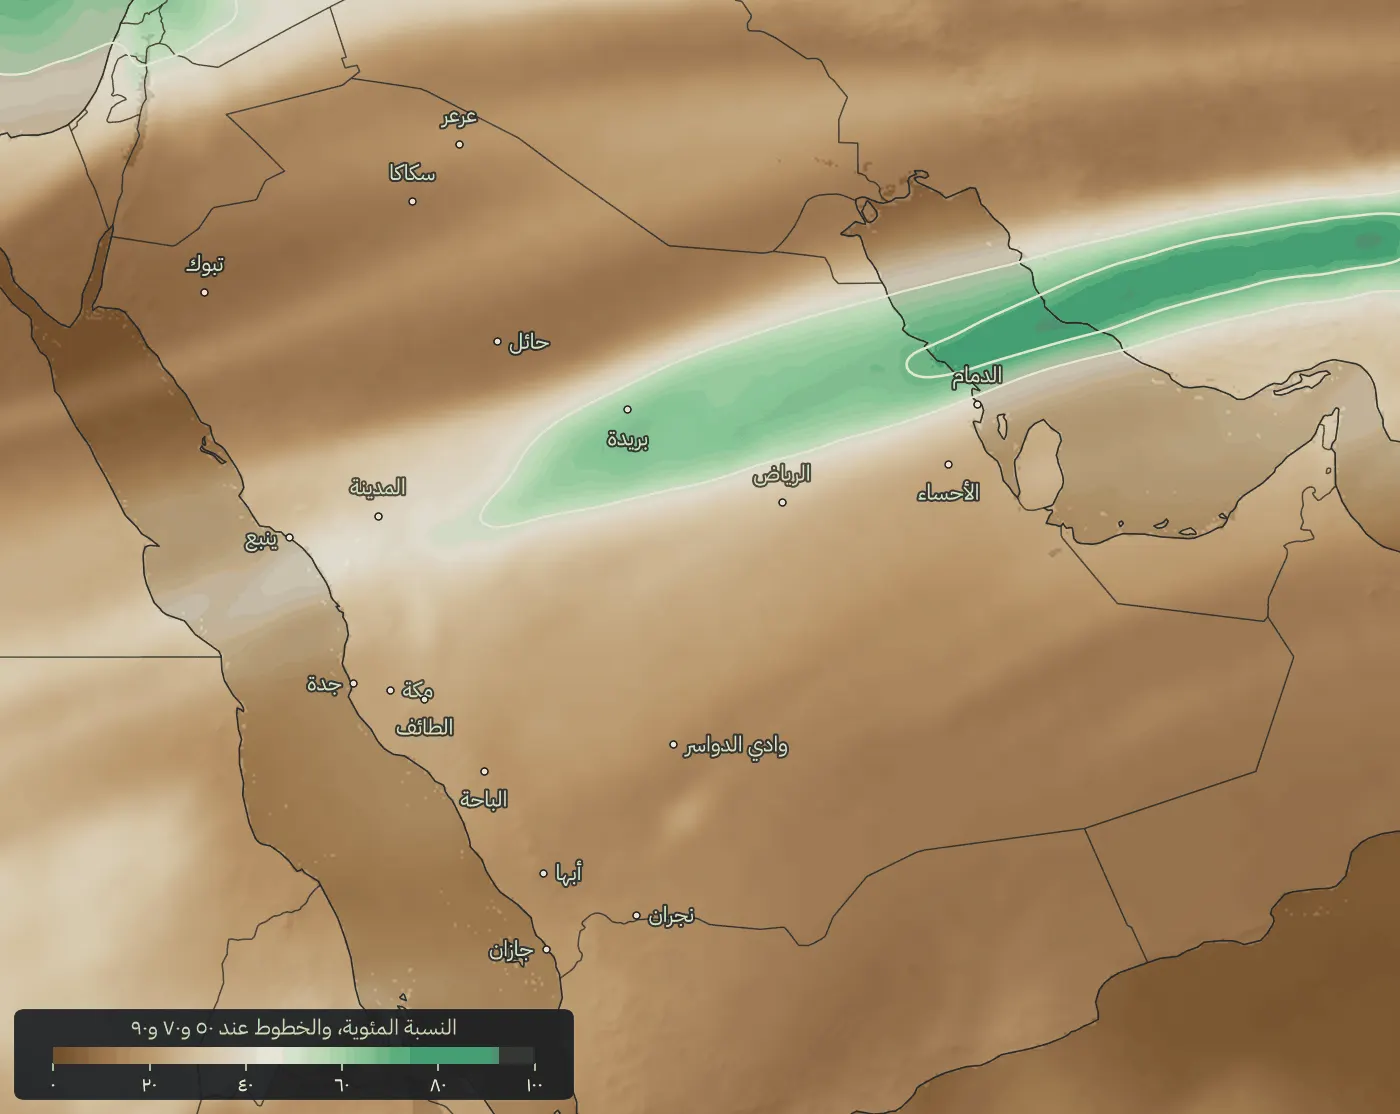 عرعر
سكاكا
تبوك
حائل
الدمام
بريدة
الرياض
المدينة
الأحساء
ينبع
جدة
مكة
الطائف
وادي الدواسر
الباحة
أبها
نجران
جازان
النسبة المئوية، والخطوط عند ٥٠ و٧٠ و٩٠
٠ ٢٠ ٤٠ ٦٠ ٨٠ ١٠٠